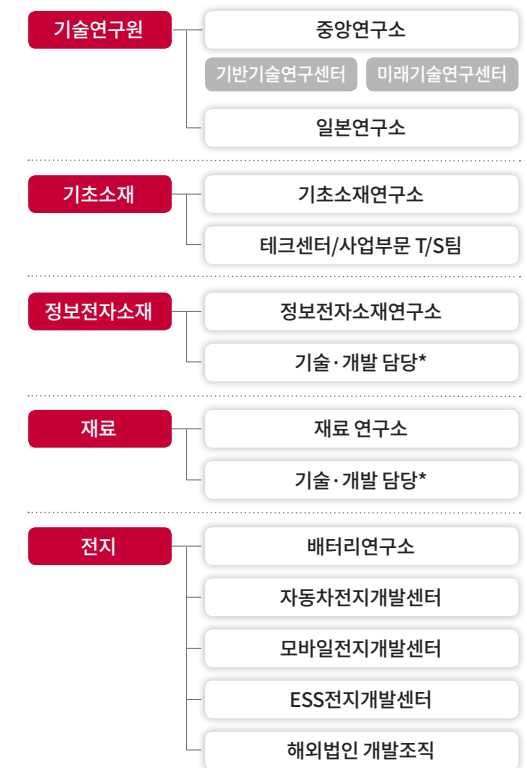 기술연구원
중앙연구소
기반기술연구센터
미래기술연구센터
일본연구소
기초소재
기초소재연구소
테크센터/사업부문 T/S팀
정보전자소재
정보전자소재연구소
기술·개발 담당*
재료
재료 연구소
기술·개발 담당*
전지
배터리연구소
자동차전지개발센터
모바일전지개발센터
ESS전지개발센터
해외법인 개발조직